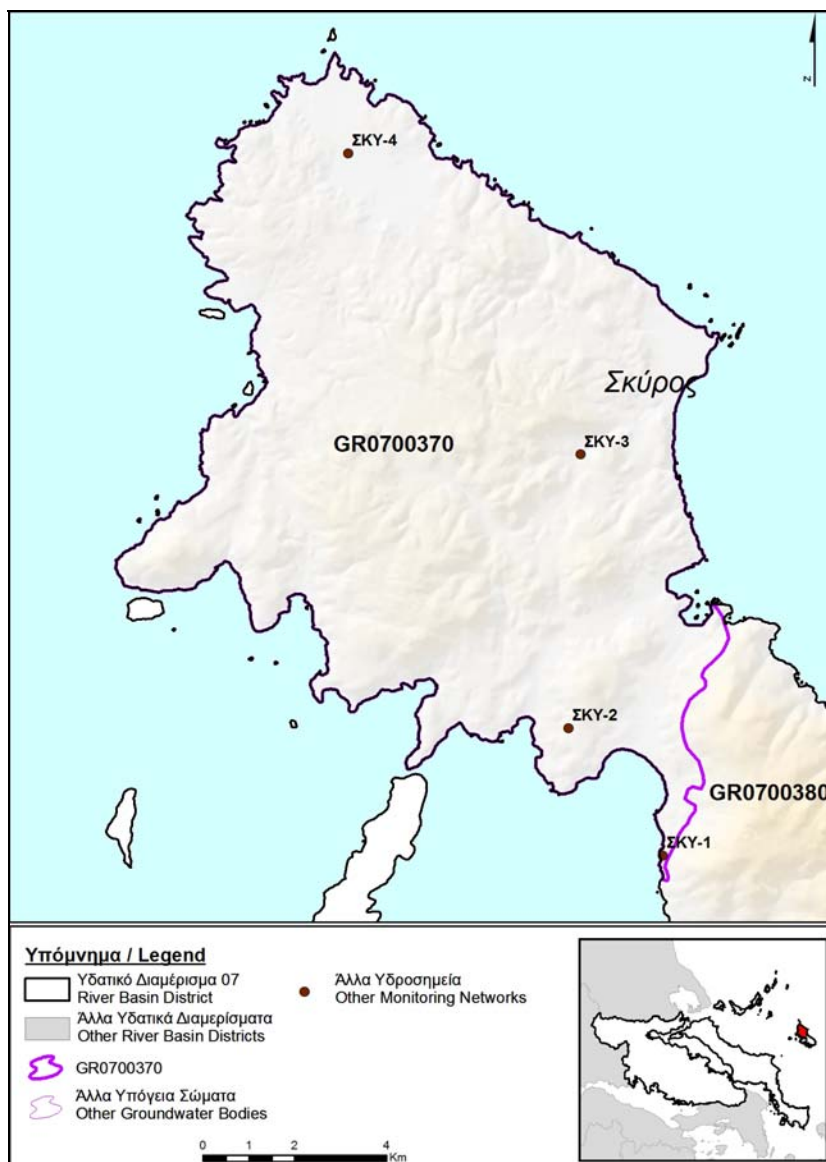 Z
ΣΚΥ-4
Σκύρος
GR0700370
ΣΚΥ-3
ΣΚΥ-2
GR0700380
ΣΚΥ-1
Υπόμνημα / Legend
Υδατικό Διαμέρισμα 07
River Basin District
Άλλα Υδατικά Διαμερίσματα
Other River Basin Districts
GR0700370
Άλλα Υπόγεια Σώματα
Other Groundwater Bodies
Άλλα Υδροσημεία
Other Monitoring Networks
0 1 2 4
Km